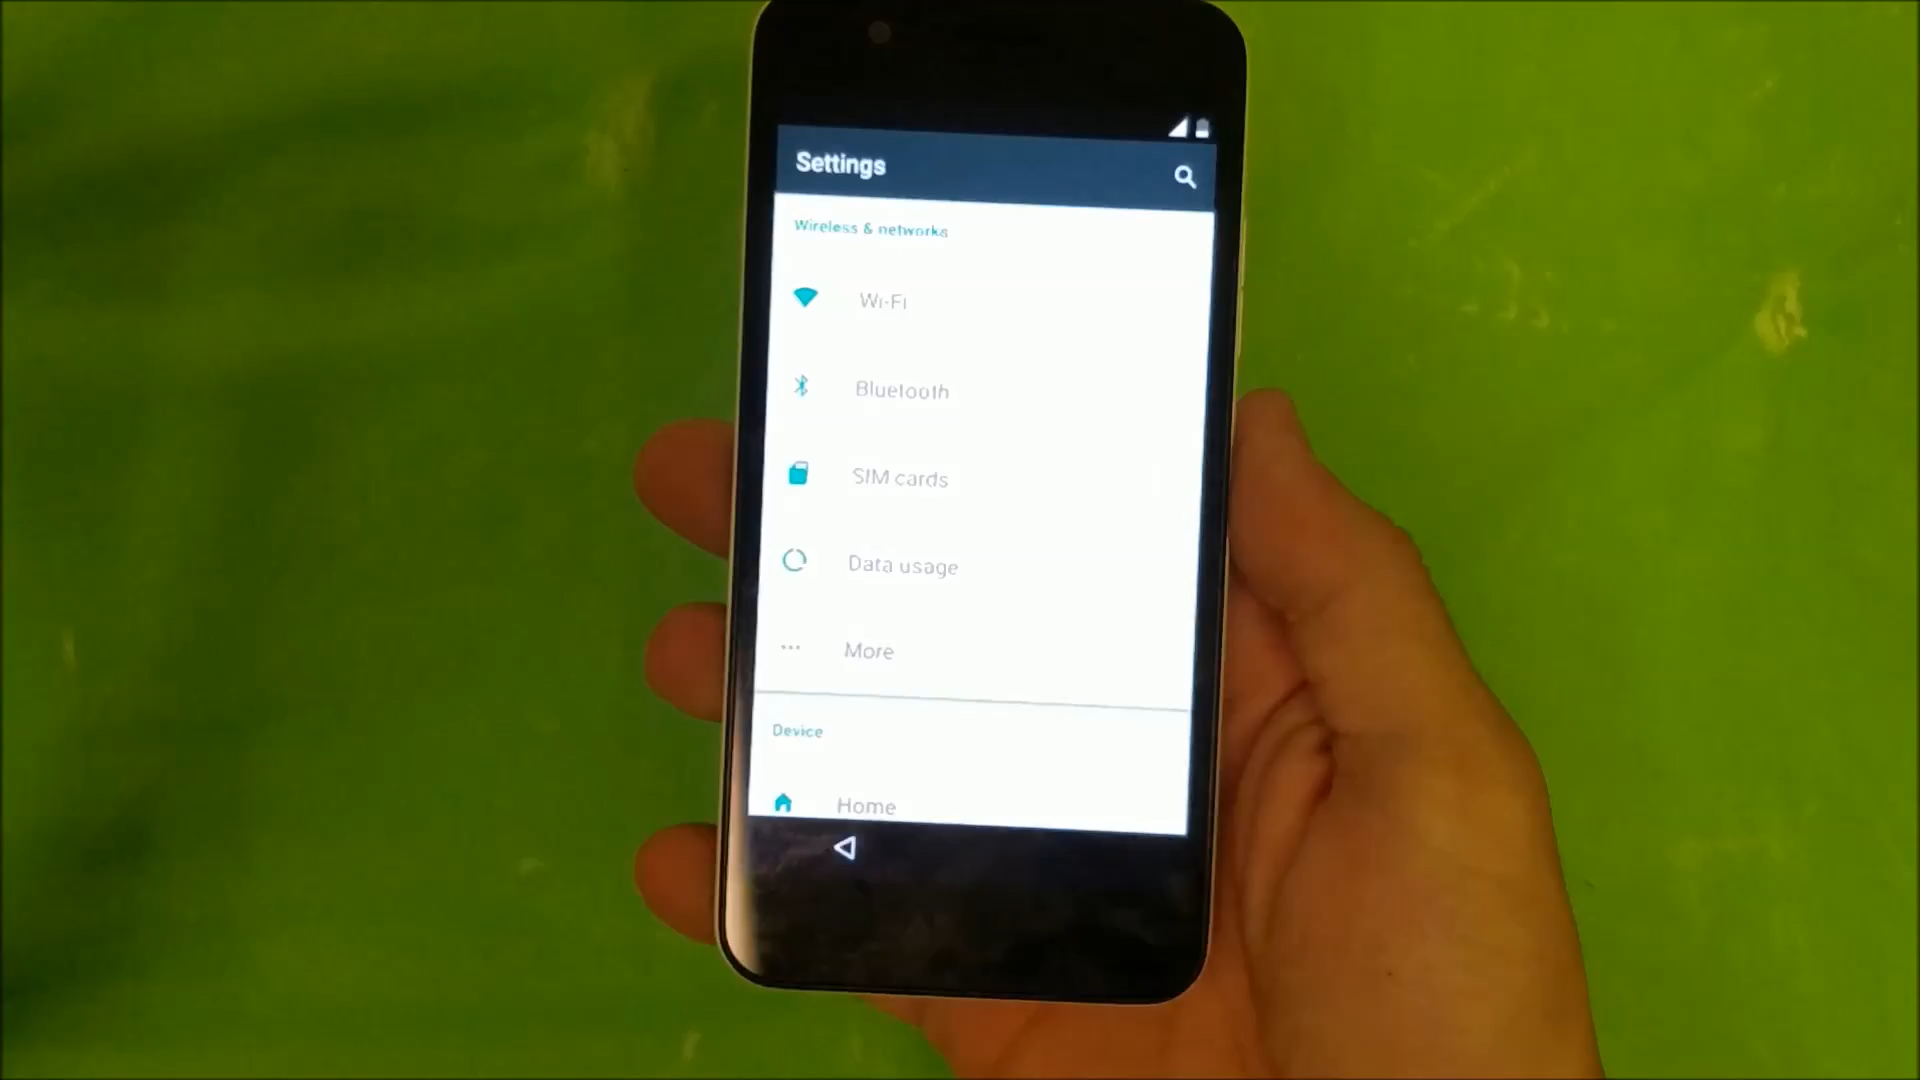 Settings
Wireless & networks
Wi-Fi
Bluetooth
SIM cards
Data usage
More
Device
Home